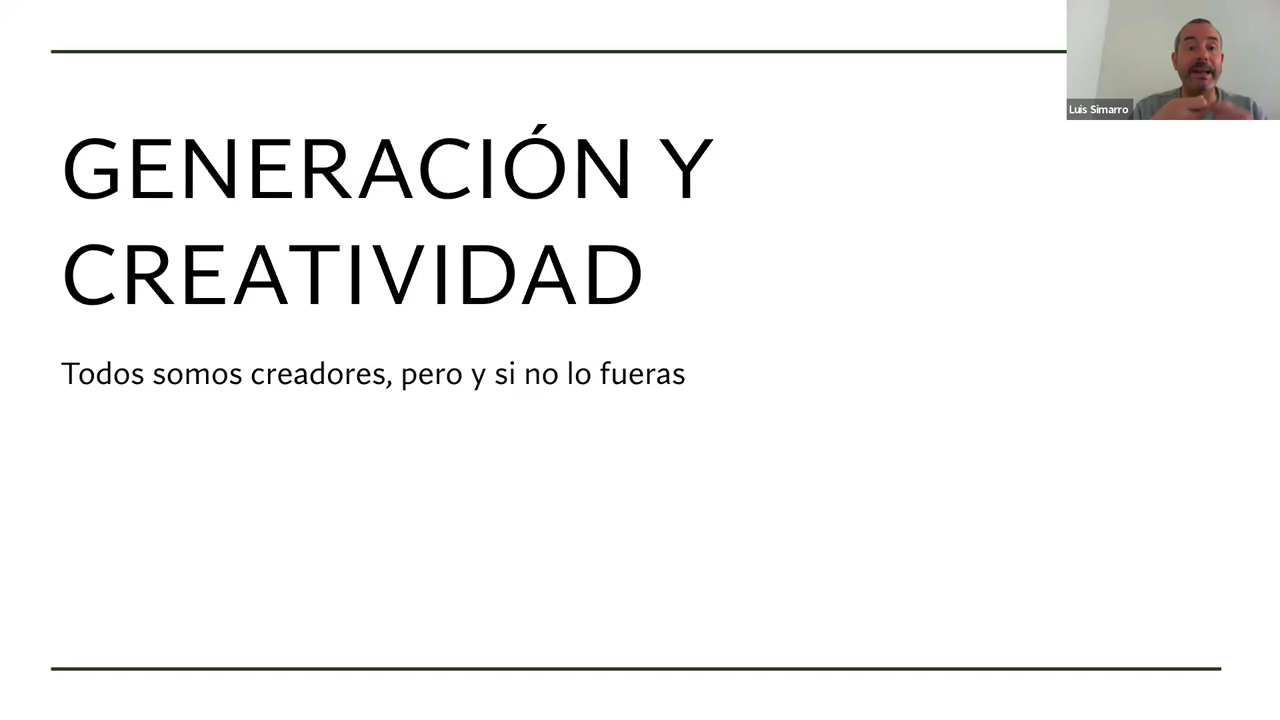 GENERACIÓN Y
CREATIVIDAD
Todos somos creadores, pero y si no lo fueras
Luis Simarro